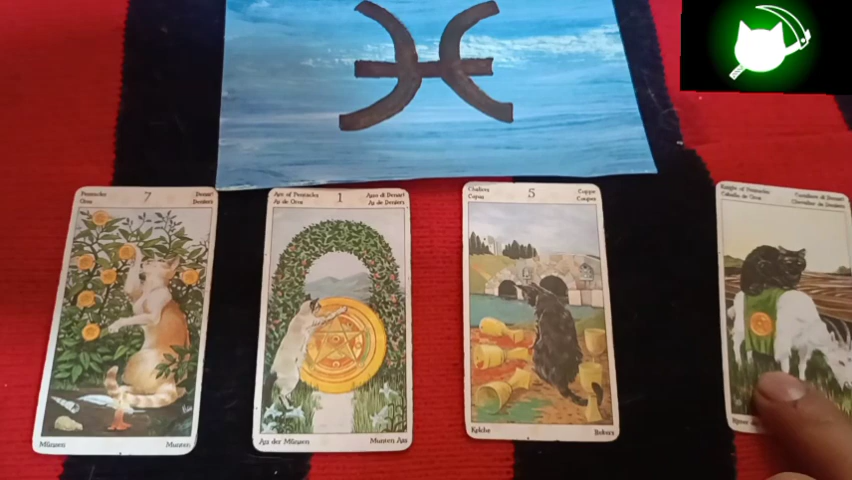 Pentacles
Oros
7
Denari
Deniers
Münzen
Munten
Ace of Pentacles
As de Oros
1
Asso di Denari
As de Deniers
Ass der Münzen
Munten Aas
Chalices
Copas
5
Coppe
Coupes
Kelche
Bekers
Knight of Pentacles
Caballo de Oros
Cavaliere di Denari
Chevalier de Deniers